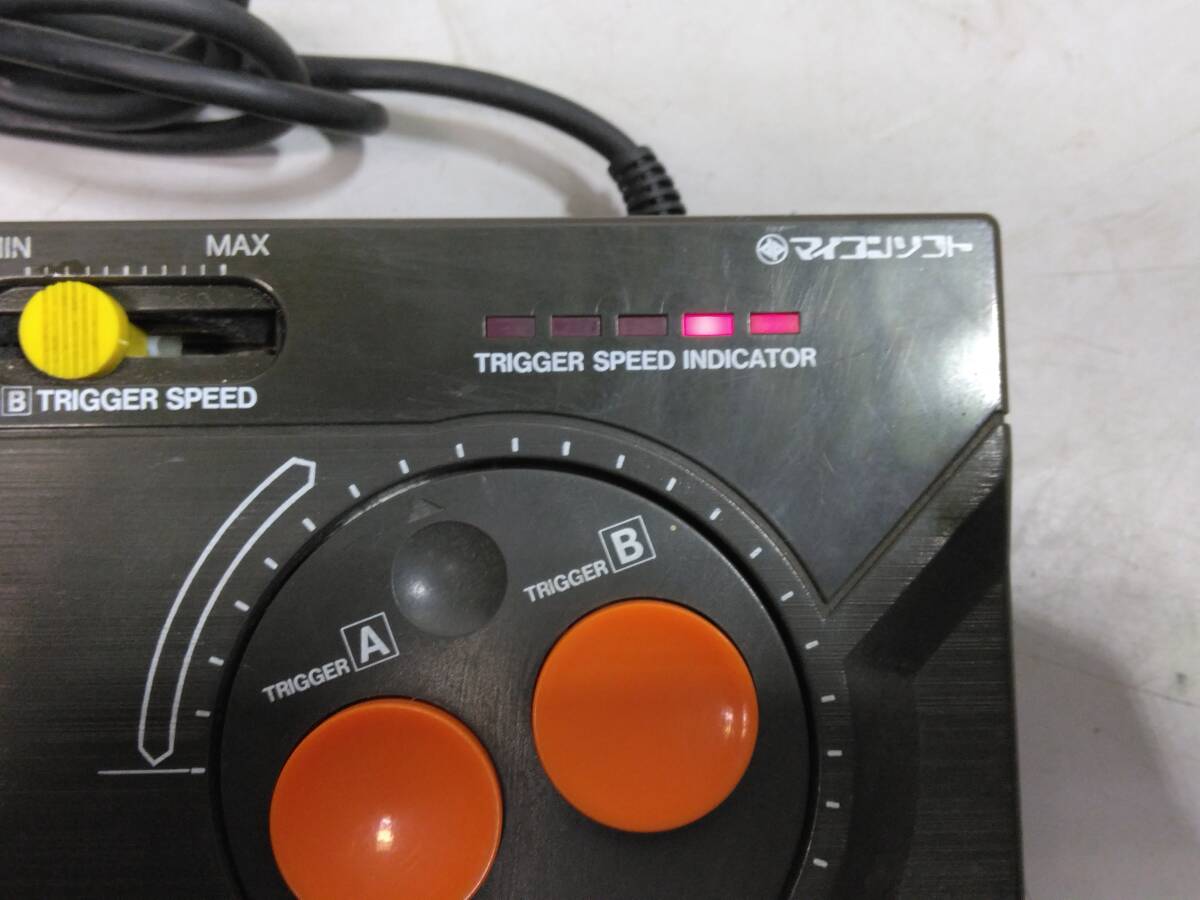 MAX
マイコンソフト
TRIGGER SPEED INDICATOR
B TRIGGER SPEED
TRIGGER B
TRIGGER A